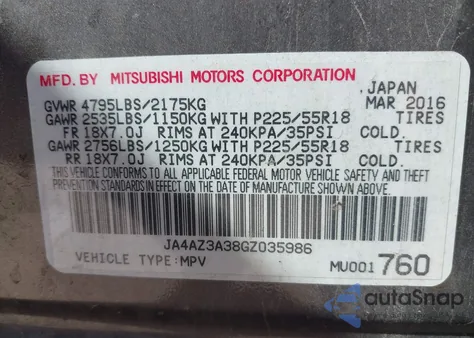 MFD. BY MITSUBISHI MOTORS CORPORATION
GVWR 4795LBS/2175KG JAPAN MAR 2016
GAWR 2535LBS/1150KG WITH P225/55R18 TIRES
FR 18X7.0J RIMS AT 240KPA/35PSI COLD.
GAWR 2756LBS/1250KG WITH P225/55R18 TIRES
RR 18X7.0J RIMS AT 240KPA/35PSI COLD.
THIS VEHICLE CONFORMS TO ALL APPLICABLE FEDERAL MOTOR VEHICLE SAFETY, BUMPER AND THEFT PREVENTION STANDARDS IN EFFECT ON THE DATE OF MANUFACTURE SHOWN ABOVE.
JA4AZ3A38GZ035986
VEHICLE TYPE:MPV MU001760
autoSnap